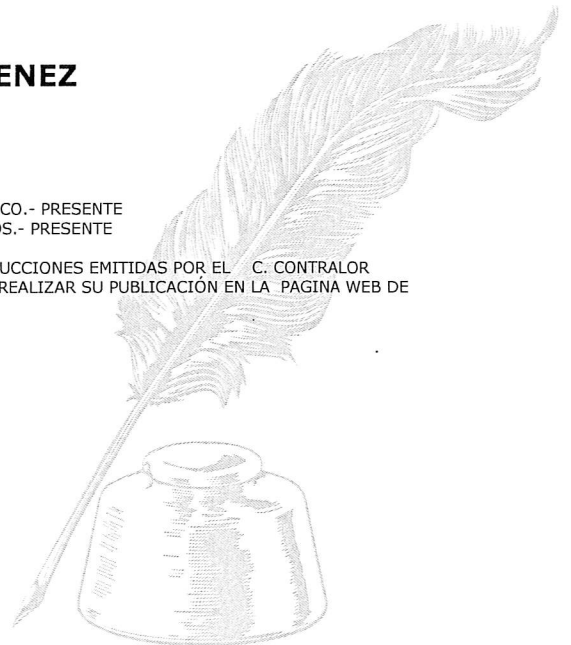 ENEZ
CO.- PRESENTE
OS.- PRESENTE
UCCIONES EMITIDAS POR EL C. CONTRALOR
REALIZAR SU PUBLICACIÓN EN LA PAGINA WEB DE